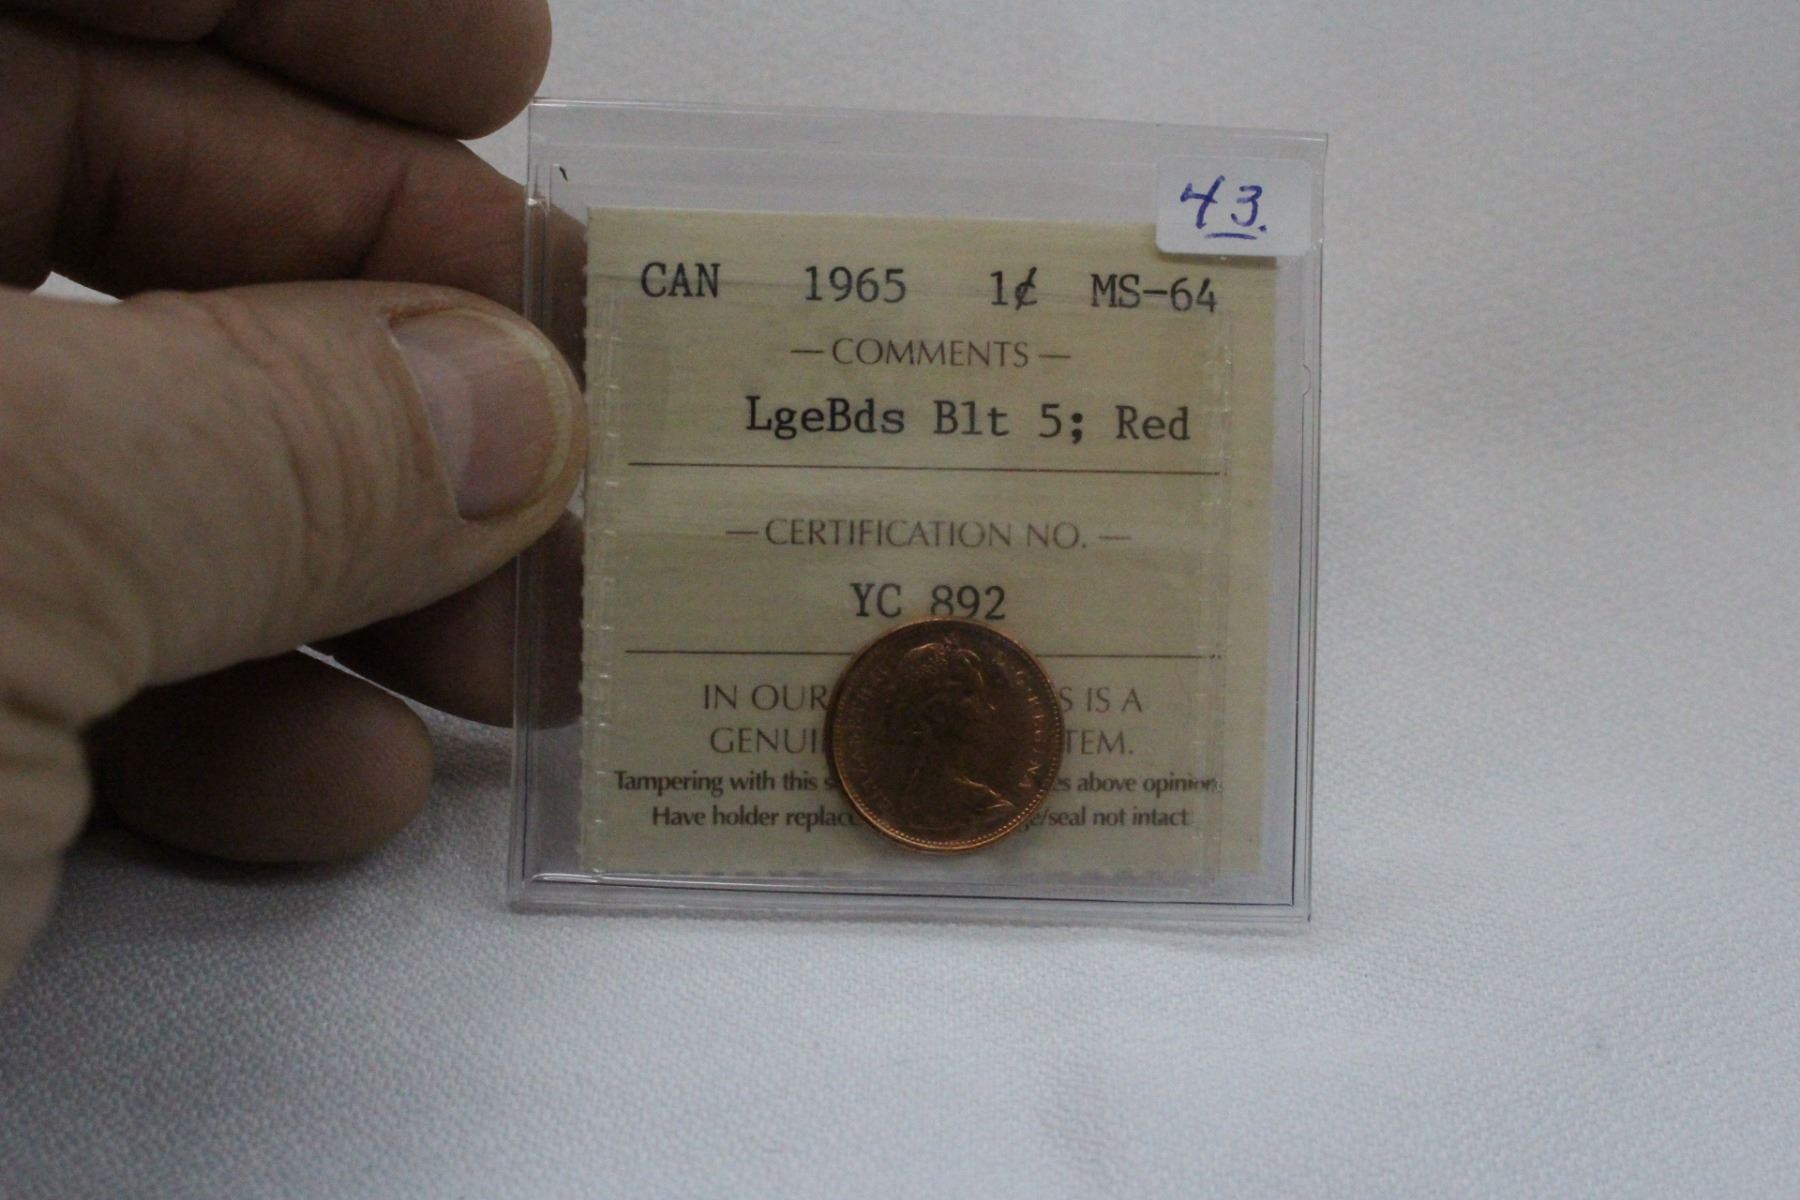 43.
CAN 1965 1¢ MS-64
— COMMENTS —
LgeBds Blt 5; Red
— CERTIFICATION NO. —
YC 892
IN OUR S IS A
GENUI TEM.
Tampering with this s es above opinion.
Have holder replac e/seal not intact.